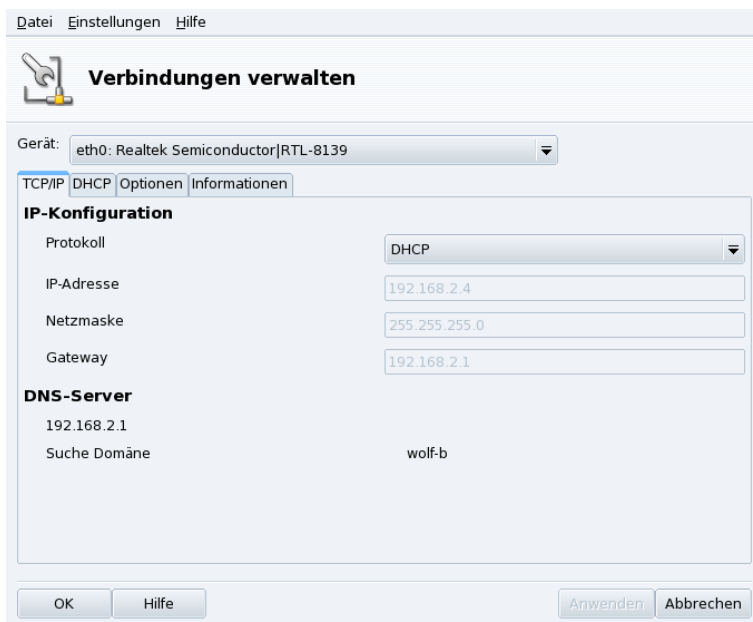 Datei Einstellungen Hilfe
Verbindungen verwalten
Gerät: eth0: Realtek Semiconductor|RTL-8139
TCP/IP DHCP Optionen Informationen
IP-Konfiguration
Protokoll DHCP
IP-Adresse 192.168.2.4
Netzmaske 255.255.255.0
Gateway 192.168.2.1
DNS-Server
192.168.2.1
Suche Domäne wolf-b
OK Hilfe Anwenden Abbrechen